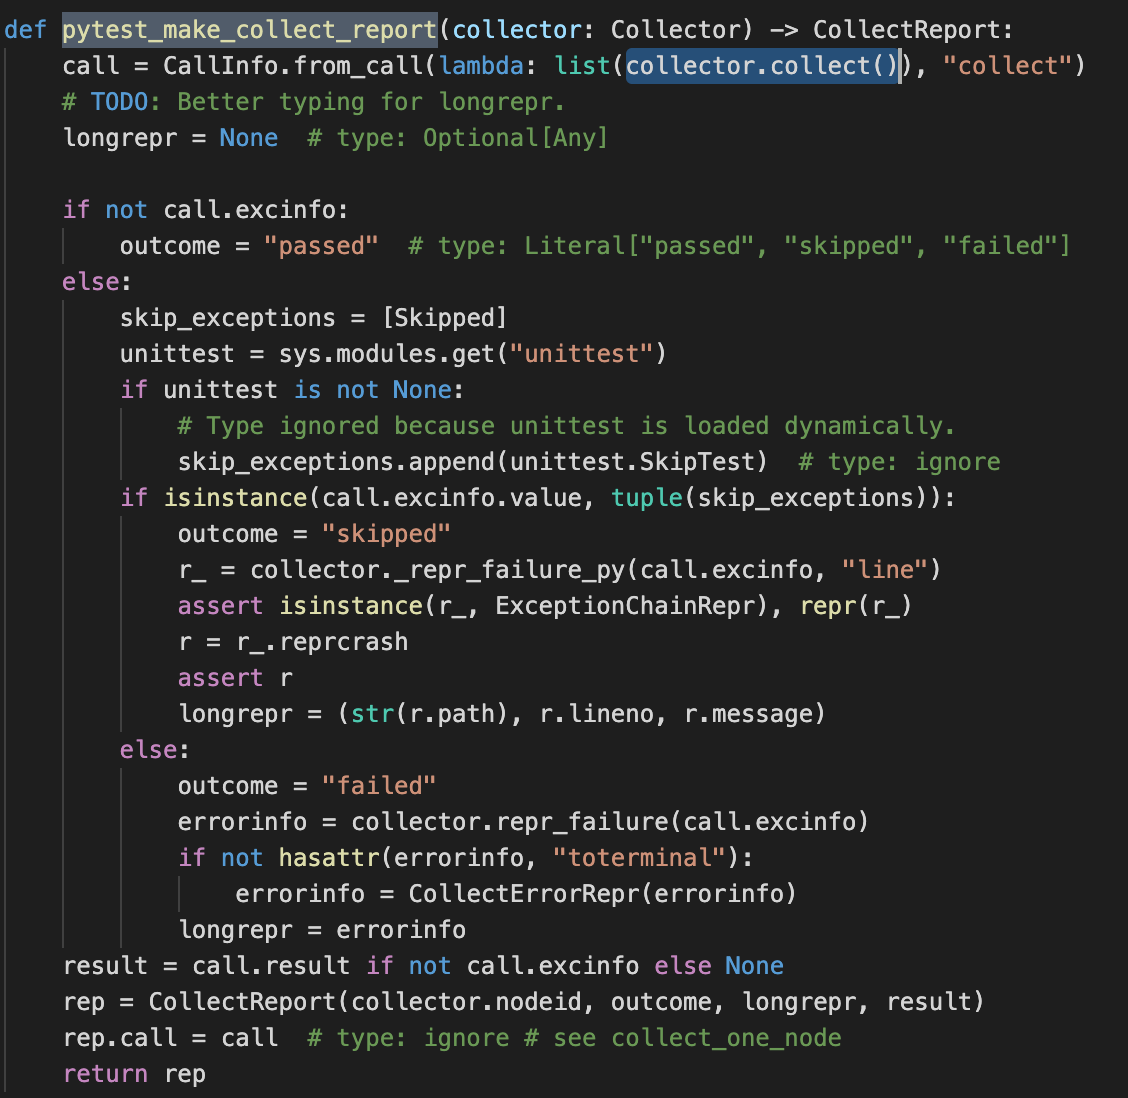 def pytest_make_collect_report(collector: Collector) -> CollectReport:
    call = CallInfo.from_call(lambda: list(collector.collect()), "collect")
    # TODO: Better typing for longrepr.
    longrepr = None  # type: Optional[Any]

    if not call.excinfo:
        outcome = "passed"  # type: Literal["passed", "skipped", "failed"]
    else:
        skip_exceptions = [Skipped]
        unittest = sys.modules.get("unittest")
        if unittest is not None:
            # Type ignored because unittest is loaded dynamically.
            skip_exceptions.append(unittest.SkipTest)  # type: ignore
        if isinstance(call.excinfo.value, tuple(skip_exceptions)):
            outcome = "skipped"
            r_ = collector._repr_failure_py(call.excinfo, "line")
            assert isinstance(r_, ExceptionChainRepr), repr(r_)
            r = r_.reprcrash
            assert r
            longrepr = (str(r.path), r.lineno, r.message)
        else:
            outcome = "failed"
            errorinfo = collector.repr_failure(call.excinfo)
            if not hasattr(errorinfo, "toterminal"):
                errorinfo = CollectErrorRepr(errorinfo)
            longrepr = errorinfo
    result = call.result if not call.excinfo else None
    rep = CollectReport(collector.nodeid, outcome, longrepr, result)
    rep.call = call  # type: ignore # see collect_one_node
    return rep